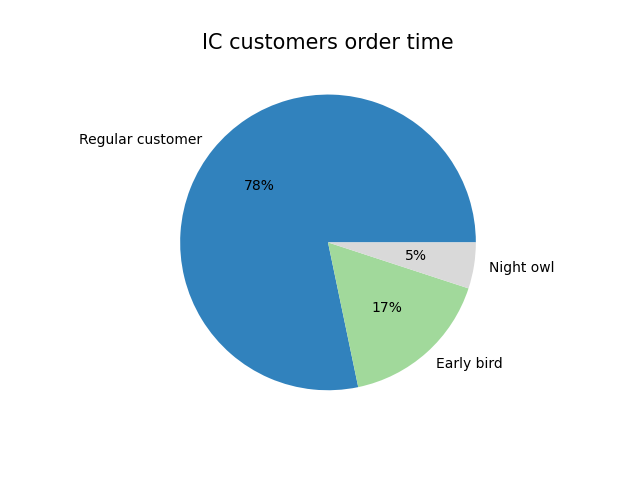 IC customers order time
Regular customer
78%
5%
Night owl
17%
Early bird